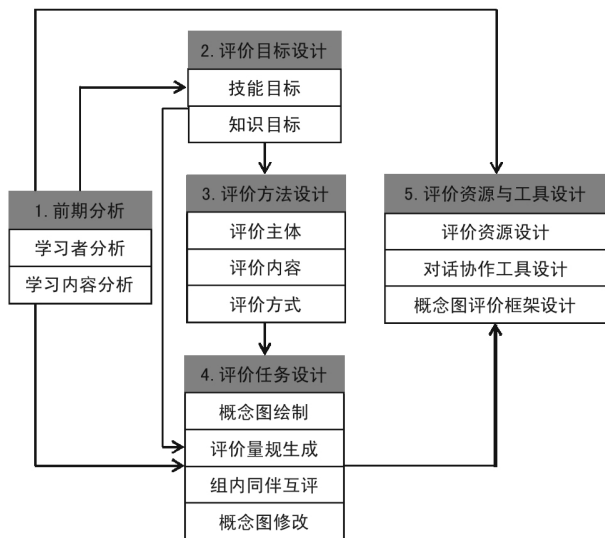 2.评价目标设计
技能目标
知识目标
1.前期分析
学习者分析
学习内容分析
3.评价方法设计
评价主体
评价内容
评价方式
5.评价资源与工具设计
评价资源设计
对话协作工具设计
概念图评价框架设计
4.评价任务设计
概念图绘制
评价量规生成
组内同伴互评
概念图修改